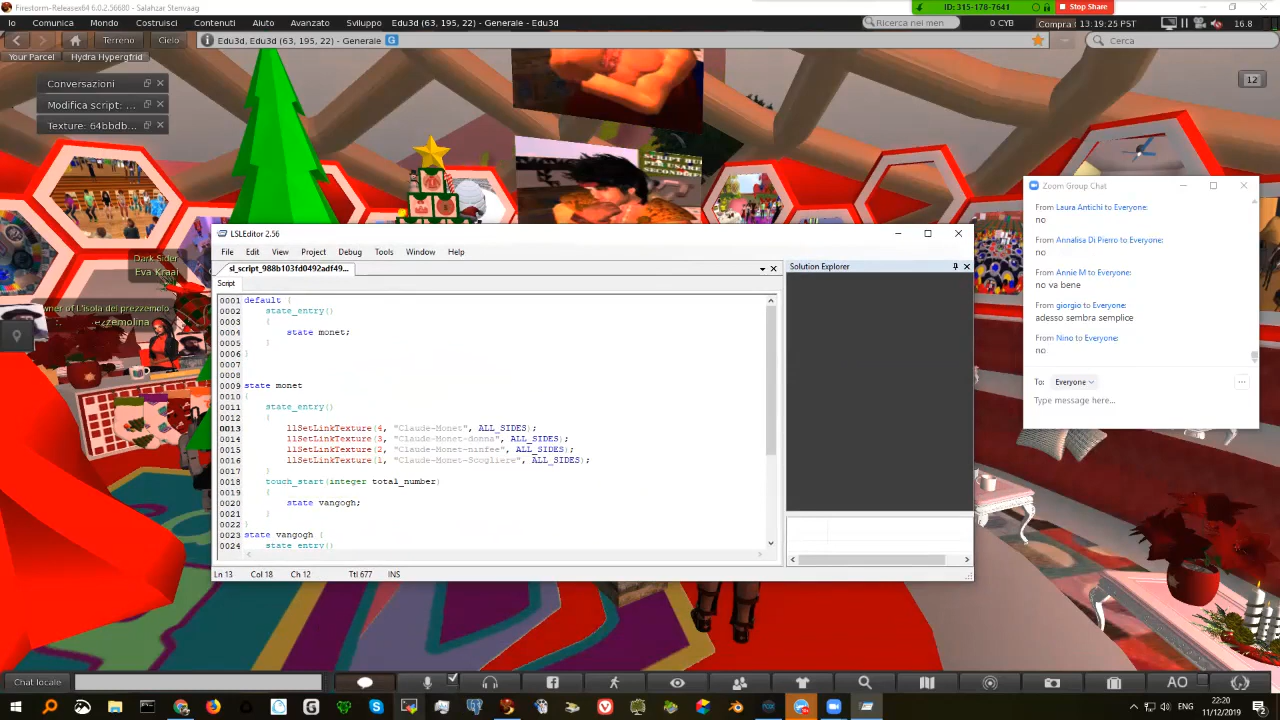 Firestorm-Releasex64 6.0.2.56680 - Salahzar Stenvaag
ID: 315-178-7641 Stop Share
Io Comunica Mondo Costruisci Aiuto Avanzato Sviluppo Edu3d (63, 195, 22) - Generale - Edu3d
Ricerca nei men 0 CYB Compra 13:19:25 PST 16.8
Terreno Cielo Edu3d, Edu3d (63, 195, 22) - Generale
Cerca
Your Parcel Hydra Hypergrid
12
Conversazioni
Modifica script: ...
Texture: 64bbdb...
Dark Sider
Eva Kraai
wner of L'isola del prezzemolo
ezzemolina
LSLEditor 2.56
File Edit View Project Debug Tools Window Help
sl_script_988b103fd0492adf49...
Script
0001 default {
0002 state_entry()
0003 {
0004 state monet;
0005 }
0006 }
0007
0008
0009 state monet
0010 {
0011 state_entry()
0012 {
0013 llSetLinkTexture(4, "Claude-Monet", ALL_SIDES);
0014 llSetLinkTexture(3, "Claude-Monet-donna", ALL_SIDES);
0015 llSetLinkTexture(2, "Claude-Monet-ninfee", ALL_SIDES);
0016 llSetLinkTexture(1, "Claude-Monet-Scogliere", ALL_SIDES);
0017 }
0018 touch_start(integer total_number)
0019 {
0020 state vangogh;
0021 }
0022 }
0023 state vangogh {
0024 state_entry()
Ln 13 Col 18 Ch 12 Ttl 677 INS
Solution Explorer
Zoom Group Chat
From Laura Antichi to Everyone:
no
From Annalisa Di Pierro to Everyone:
no
From Annie M to Everyone:
no va bene
From giorgio to Everyone:
adesso sembra semplice
From Nino to Everyone:
no
To: Everyone
Type message here...
Chat locale
AO
ENG
22:20
11/12/2019
2